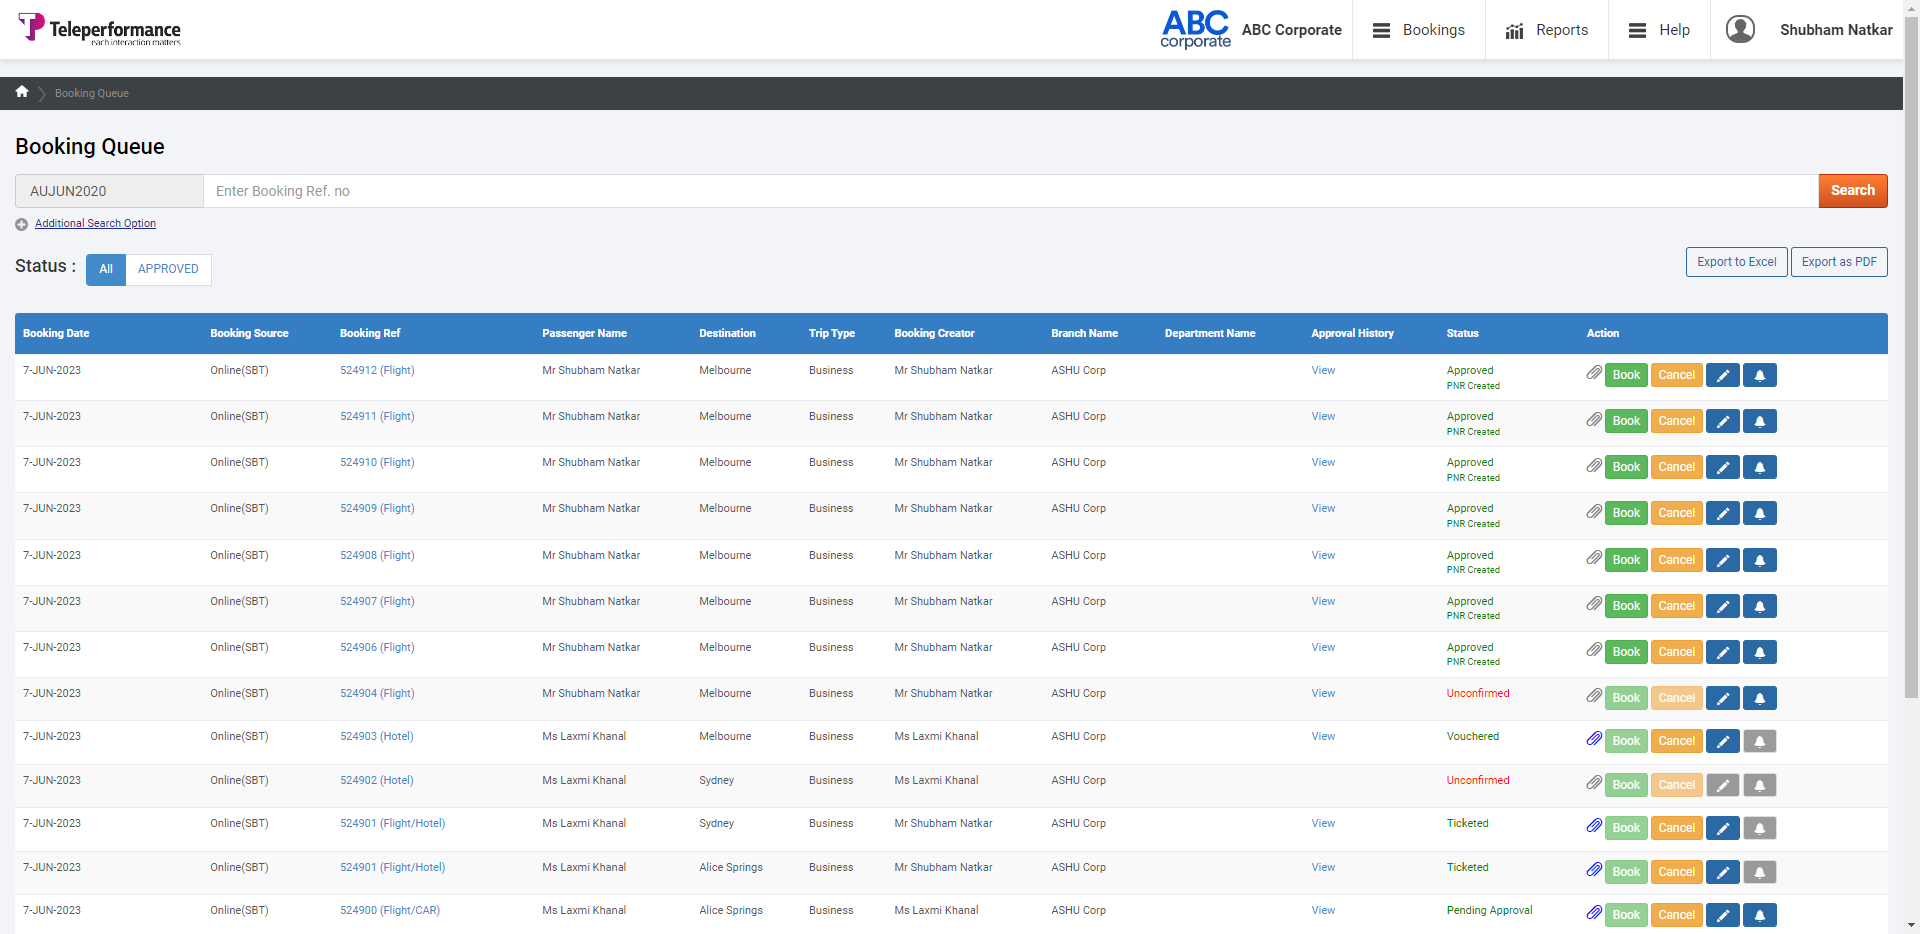 Teleperformance
each interaction matters
ABC corporate
ABC Corporate
Bookings
Reports
Help
Shubham Natkar
Booking Queue
Booking Queue
AUJUN2020 Enter Booking Ref. no Search
Additional Search Option
Status : All APPROVED Export to Excel Export as PDF
Booking Date Booking Source Booking Ref Passenger Name Destination Trip Type Booking Creator Branch Name Department Name Approval History Status Action
7-JUN-2023 Online(SBT) 524912 (Flight) Mr Shubham Natkar Melbourne Business Mr Shubham Natkar ASHU Corp View Approved Book Cancel
PNR Created
7-JUN-2023 Online(SBT) 524911 (Flight) Mr Shubham Natkar Melbourne Business Mr Shubham Natkar ASHU Corp View Approved Book Cancel
PNR Created
7-JUN-2023 Online(SBT) 524910 (Flight) Mr Shubham Natkar Melbourne Business Mr Shubham Natkar ASHU Corp View Approved Book Cancel
PNR Created
7-JUN-2023 Online(SBT) 524909 (Flight) Mr Shubham Natkar Melbourne Business Mr Shubham Natkar ASHU Corp View Approved Book Cancel
PNR Created
7-JUN-2023 Online(SBT) 524908 (Flight) Mr Shubham Natkar Melbourne Business Mr Shubham Natkar ASHU Corp View Approved Book Cancel
PNR Created
7-JUN-2023 Online(SBT) 524907 (Flight) Mr Shubham Natkar Melbourne Business Mr Shubham Natkar ASHU Corp View Approved Book Cancel
PNR Created
7-JUN-2023 Online(SBT) 524906 (Flight) Mr Shubham Natkar Melbourne Business Mr Shubham Natkar ASHU Corp View Approved Book Cancel
PNR Created
7-JUN-2023 Online(SBT) 524904 (Flight) Mr Shubham Natkar Melbourne Business Mr Shubham Natkar ASHU Corp View Unconfirmed Book Cancel
7-JUN-2023 Online(SBT) 524903 (Hotel) Ms Laxmi Khanal Melbourne Business Ms Laxmi Khanal ASHU Corp View Vouchered Book Cancel
7-JUN-2023 Online(SBT) 524902 (Hotel) Ms Laxmi Khanal Sydney Business Ms Laxmi Khanal ASHU Corp Unconfirmed Book Cancel
7-JUN-2023 Online(SBT) 524901 (Flight/Hotel) Ms Laxmi Khanal Sydney Business Mr Shubham Natkar ASHU Corp View Ticketed Book Cancel
7-JUN-2023 Online(SBT) 524901 (Flight/Hotel) Ms Laxmi Khanal Alice Springs Business Mr Shubham Natkar ASHU Corp View Ticketed Book Cancel
7-JUN-2023 Online(SBT) 524900 (Flight/CAR) Ms Laxmi Khanal Alice Springs Business Ms Laxmi Khanal ASHU Corp View Pending Approval Book Cancel